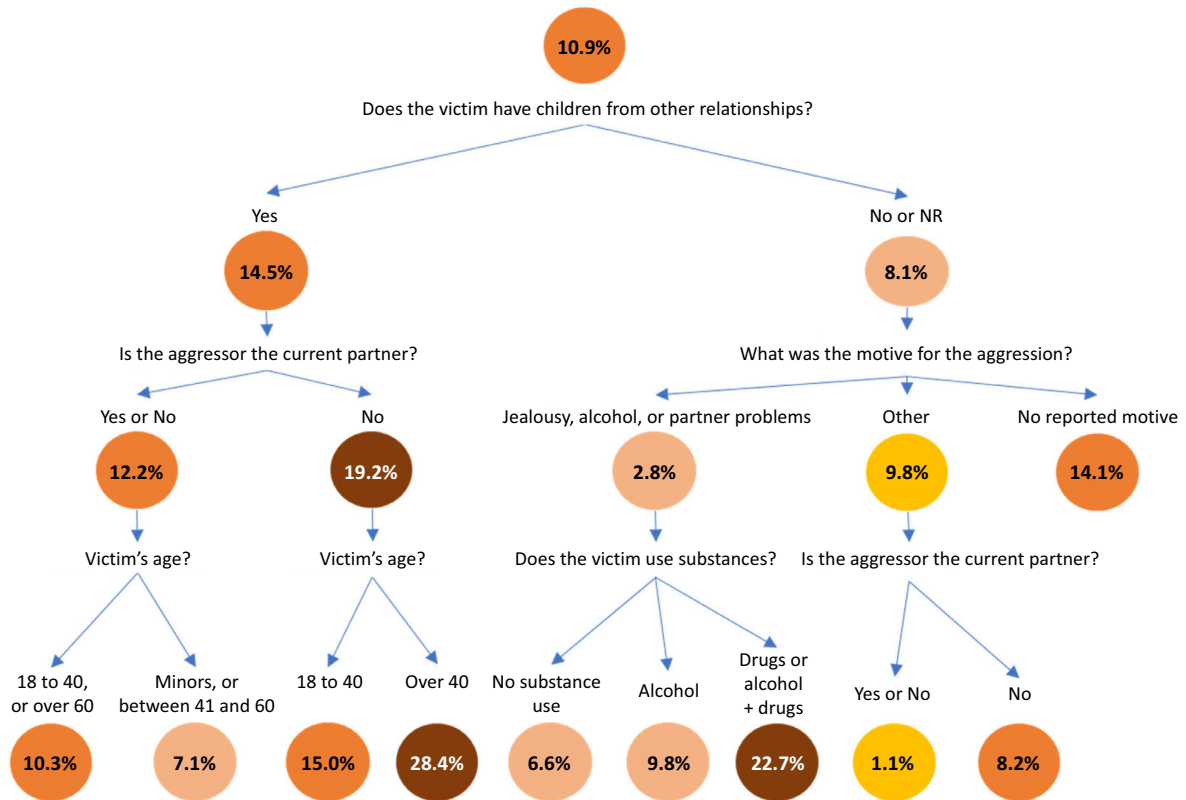 10.9%
Does the victim have children from other relationships?
Yes
No or NR
14.5%
8.1%
Is the aggressor the current partner?
What was the motive for the aggression?
Yes or No
No
Jealousy, alcohol, or partner problems
Other
No reported motive
12.2%
19.2%
2.8%
9.8%
14.1%
Victim’s age?
Victim’s age?
Does the victim use substances?
Is the aggressor the current partner?
18 to 40,
or over 60
Minors, or
between 41 and 60
18 to 40
Over 40
No substance
use
Alcohol
Drugs or
alcohol
+ drugs
Yes or No
No
10.3%
7.1%
15.0%
28.4%
6.6%
9.8%
22.7%
1.1%
8.2%